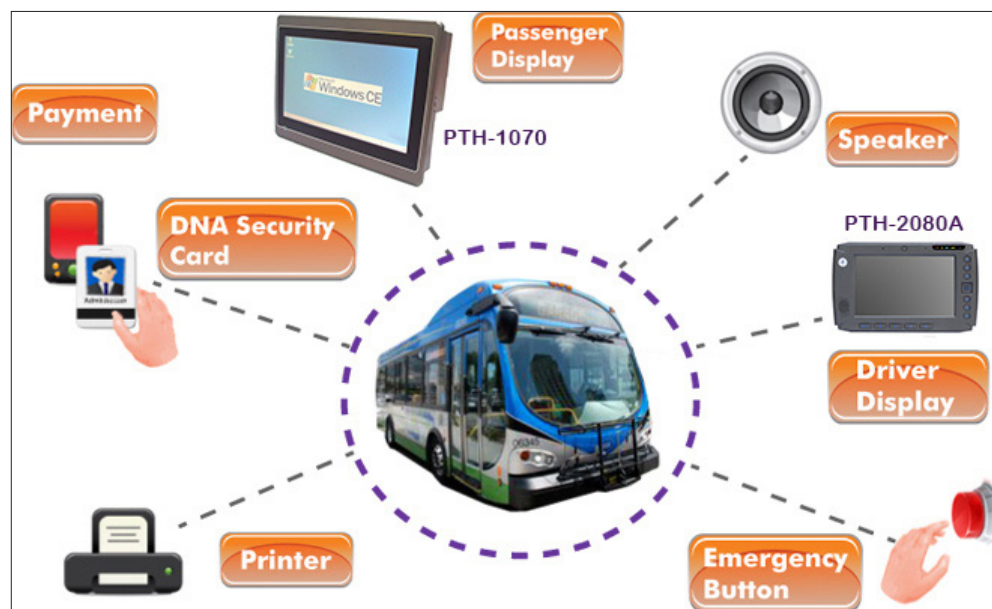 Passenger
Display
Windows CE
Payment
PTH-1070
Speaker
DNA Security
Card
PTH-2080A
Driver
Display
06345
Printer
Emergency
Button